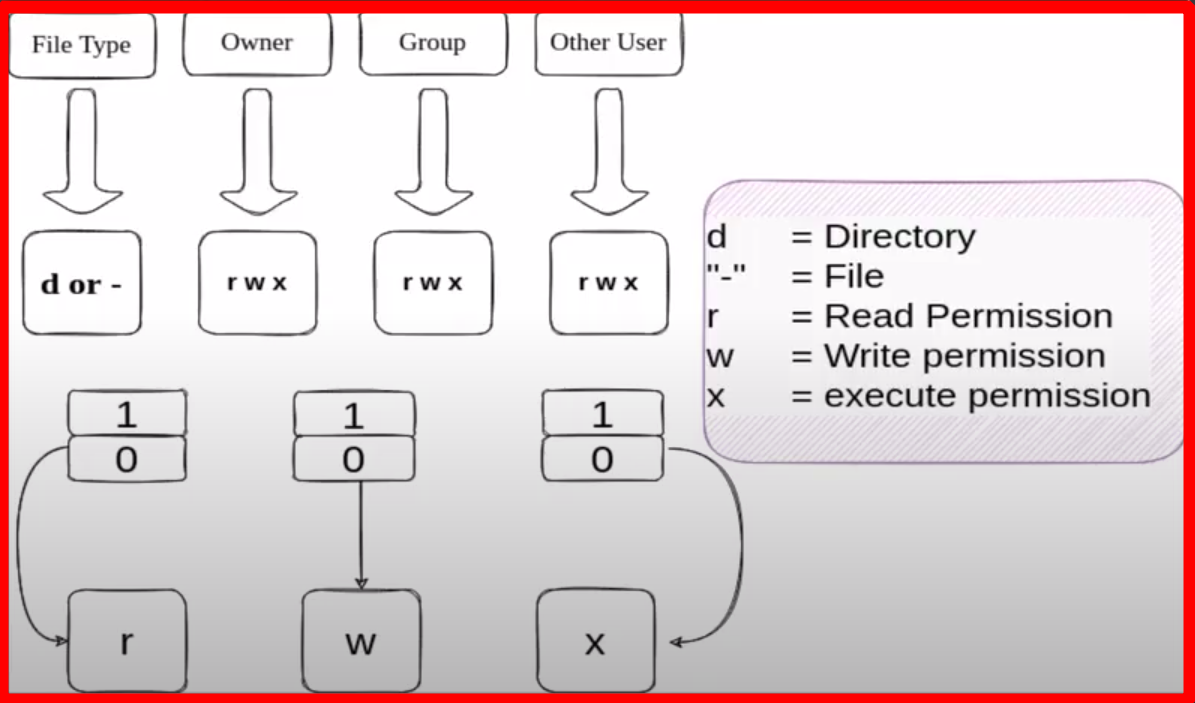 File Type
Owner
Group
Other User
d or -
r w x
r w x
r w x
d = Directory
"-" = File
r = Read Permission
w = Write permission
x = execute permission
1
0
1
0
1
0
r
w
x